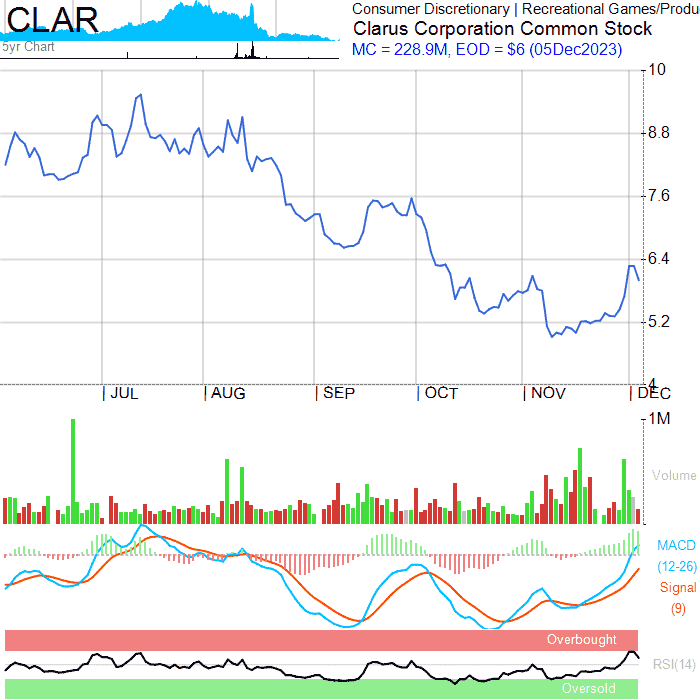 CLAR
5yr Chart
Consumer Discretionary | Recreational Games/Produ
Clarus Corporation Common Stock
MC = 228.9M, EOD = $6 (05Dec2023)
10
8.8
7.6
6.4
5.2
4
JUL AUG SEP OCT NOV DEC
1M
Volume
MACD
(12-26)
Signal
(9)
Overbought
RSI(14)
Oversold